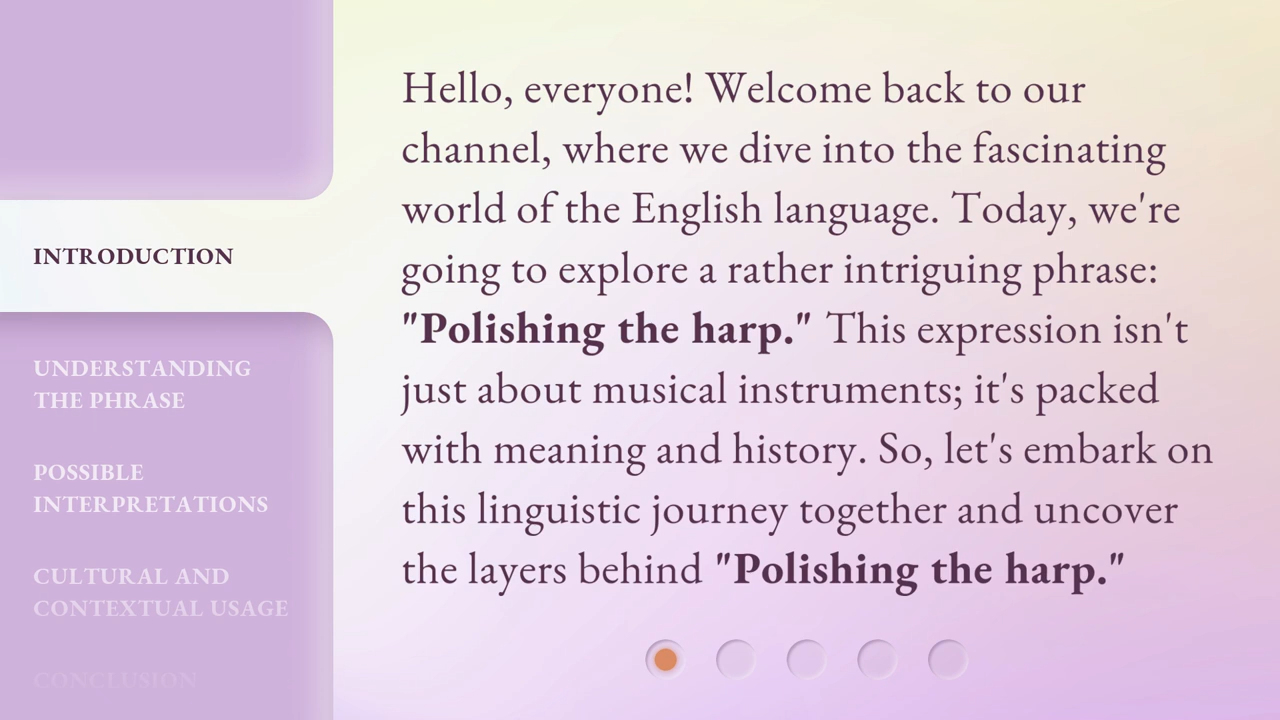 INTRODUCTION
UNDERSTANDING
THE PHRASE
POSSIBLE
INTERPRETATIONS
CULTURAL AND
CONTEXTUAL USAGE
CONCLUSION
Hello, everyone! Welcome back to our
channel, where we dive into the fascinating
world of the English language. Today, we're
going to explore a rather intriguing phrase:
"Polishing the harp." This expression isn't
just about musical instruments; it's packed
with meaning and history. So, let's embark on
this linguistic journey together and uncover
the layers behind "Polishing the harp."